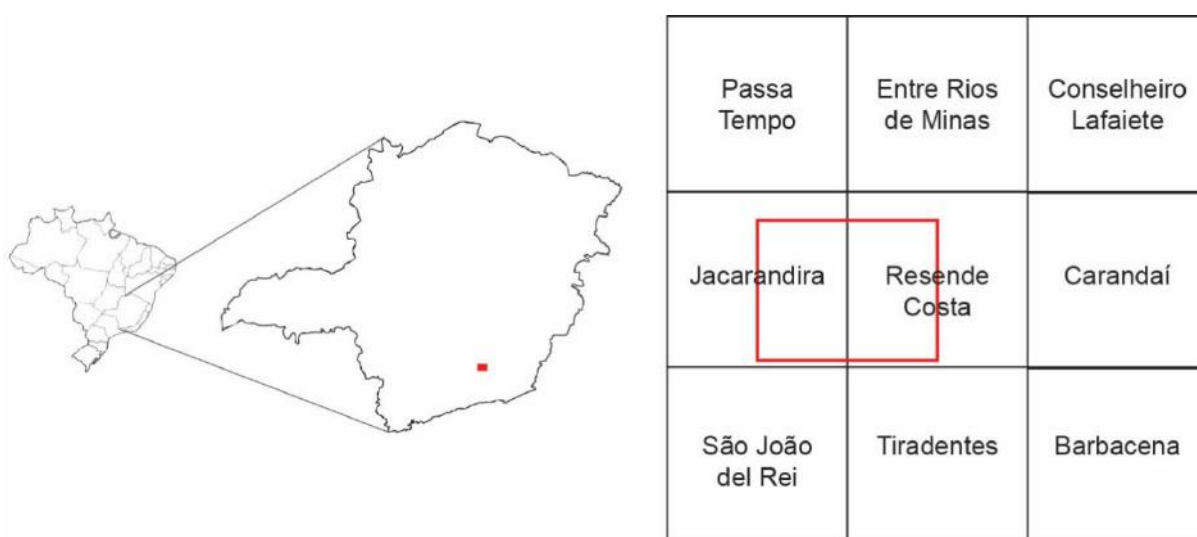 Passa
Tempo
Entre Rios
de Minas
Conselheiro
Lafaiete
Jacarandira
Resende
Costa
Carandaí
São João
del Rei
Tiradentes
Barbacena